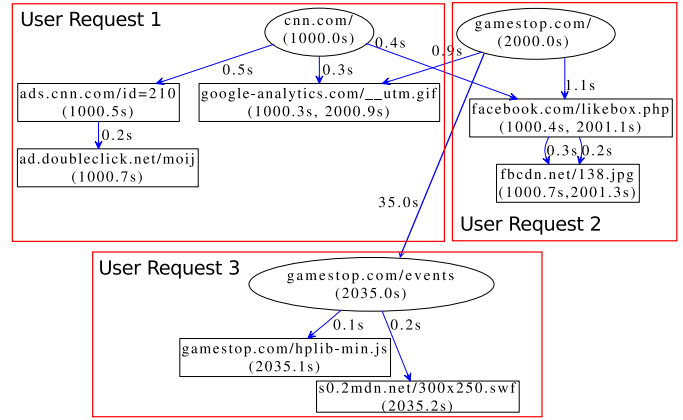 User Request 1
cnn.com/
(1000.0s)
gamestop.com/
(2000.0s)
0.4s
0.9s
0.5s
0.3s
1.1s
ads.cnn.com/id=210
(1000.5s)
google-analytics.com/__utm.gif
(1000.3s, 2000.9s)
facebook.com/likebox.php
(1000.4s, 2001.1s)
0.2s
0.3s
0.2s
ad.doubleclick.net/moij
(1000.7s)
fbcdn.net/138.jpg
(1000.7s,2001.3s)
35.0s
User Request 2
User Request 3
gamestop.com/events
(2035.0s)
0.1s
0.2s
gamestop.com/hplib-min.js
(2035.1s)
s0.2mdn.net/300x250.swf
(2035.2s)